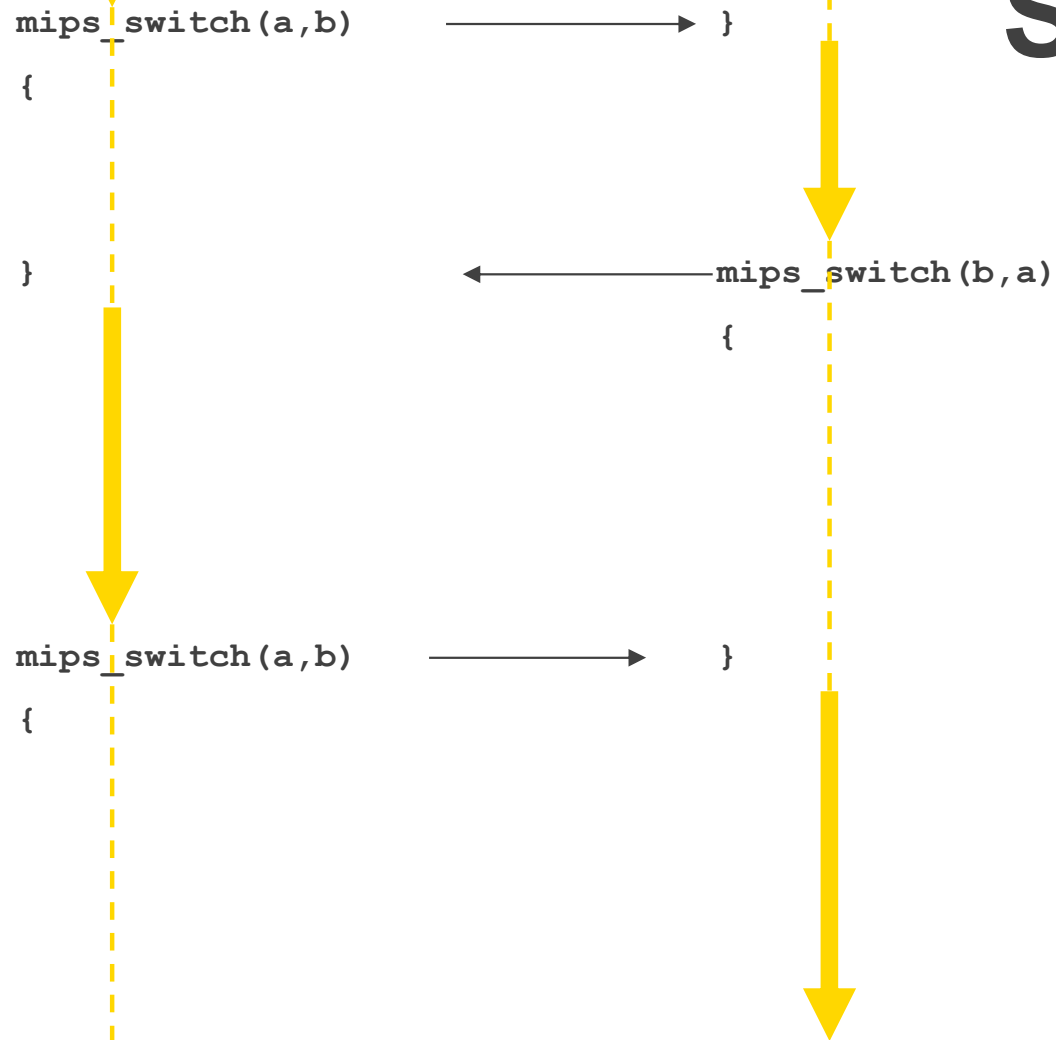 mips_switch(a,b) }
{
} mips_switch(b,a)
{
mips_switch(a,b) }
{